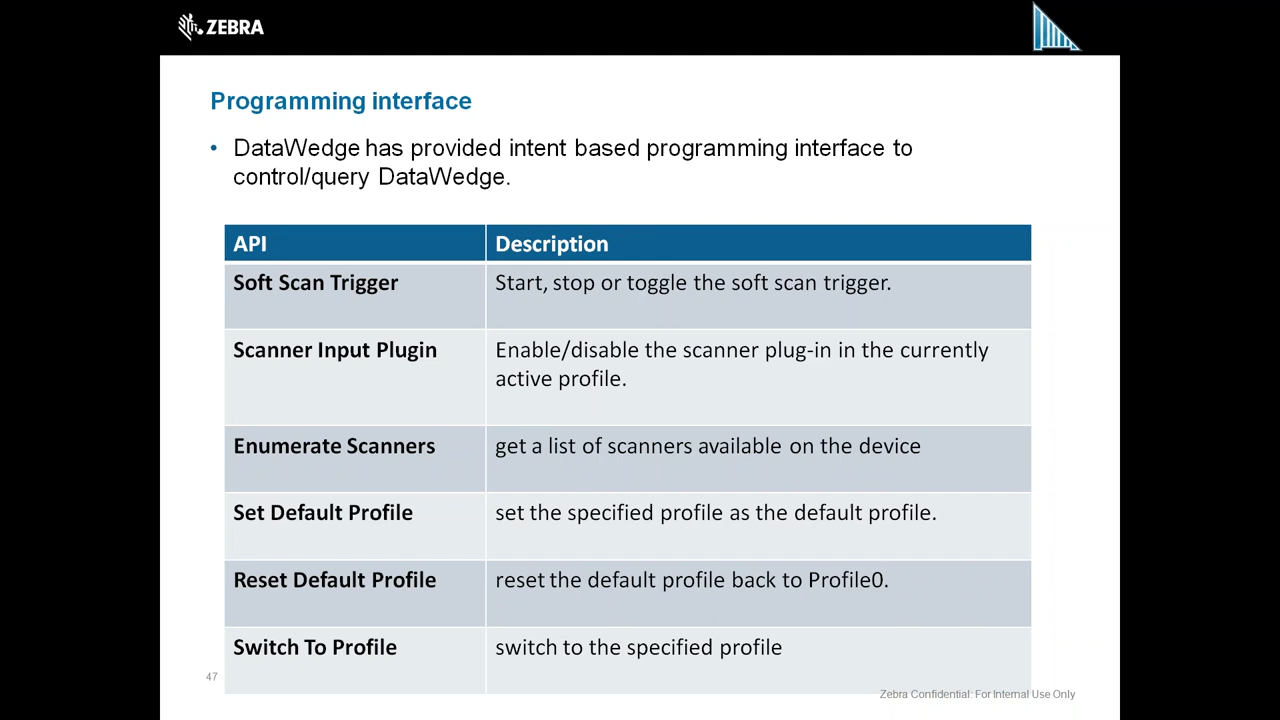 ZEBRA
Programming interface
• DataWedge has provided intent based programming interface to
control/query DataWedge.
API Description
Soft Scan Trigger Start, stop or toggle the soft scan trigger.
Scanner Input Plugin Enable/disable the scanner plug-in in the currently
active profile.
Enumerate Scanners get a list of scanners available on the device
Set Default Profile set the specified profile as the default profile.
Reset Default Profile reset the default profile back to Profile0.
Switch To Profile switch to the specified profile
47
Zebra Confidential: For Internal Use Only